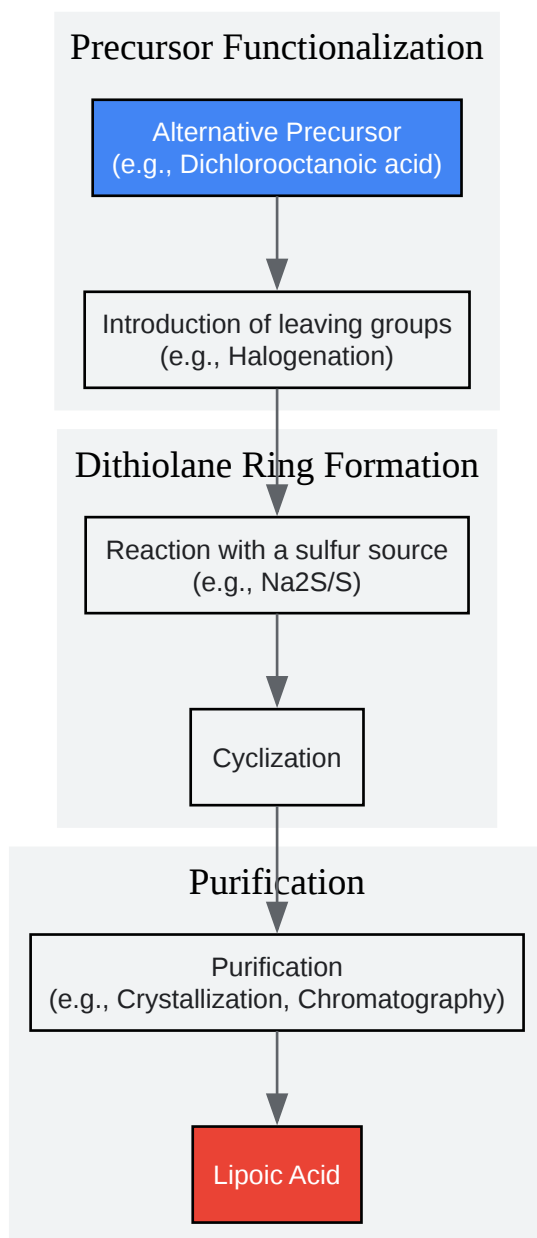 Precursor Functionalization
Alternative Precursor
(e.g., Dichlorooctanoic acid)
Introduction of leaving groups
(e.g., Halogenation)
Dithiolane Ring Formation
Reaction with a sulfur source
(e.g., Na2S/S)
Cyclization
Purification
Purification
(e.g., Crystallization, Chromatography)
Lipoic Acid